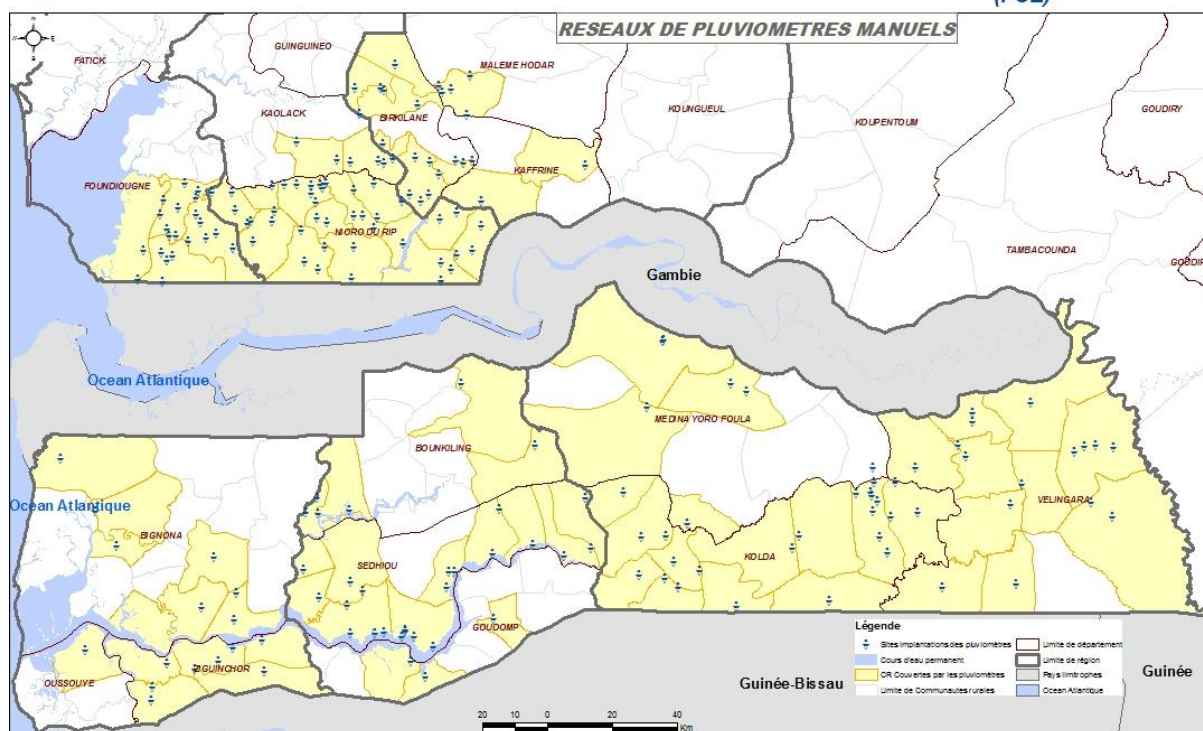 RESEAUX DE PLUVIOMETRES MANUELS
N
E
FATICK
GUINGUINEO
MALEME HODAR
KAOLACK
BIRKILANE
KOUNGUEUL
KOUPENTOUM
GOUDIRY
FOUNDIOUGNE
KAFFRINE
NIORO DU RIP
TAMBACOUNDA
Gambie
Ocean Atlantique
MEDINA YORO FOULA
BOUNKILING
Ocean Atlantique
VELINGARA
BIGNONA
KOLDA
SEDHIOU
GOUDOMP
ZIGUINCHOR
OUSSOUYE
Guinée-Bissau
Guinée
Légende
Sites Implantations des pluviomètres
Cours d'eau permanent
CR Couvertes par les pluviomètres
Limite de Communautes rurales
Limite de département
Limite de région
Pays limitrophes
Ocean Atlantique
20 10 0 20 40
Km